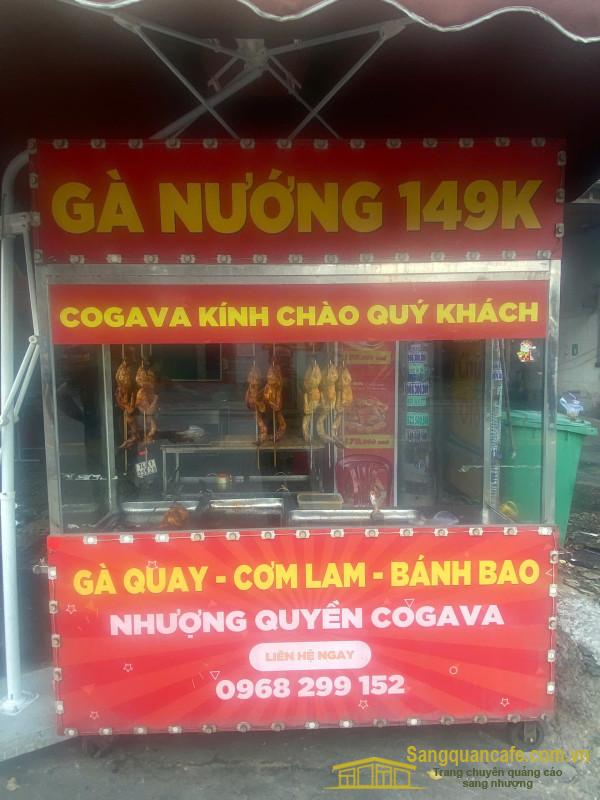 GÀ NƯỚNG 149K
COGAVA KÍNH CHÀO QUÝ KHÁCH
GÀ QUAY - CƠM LAM - BÁNH BAO
NHƯỢNG QUYỀN COGAVA
LIÊN HỆ NGAY
0968 299 152
Sangquancafe.com.vn
Trang chuyên quảng cáo
sang nhượng